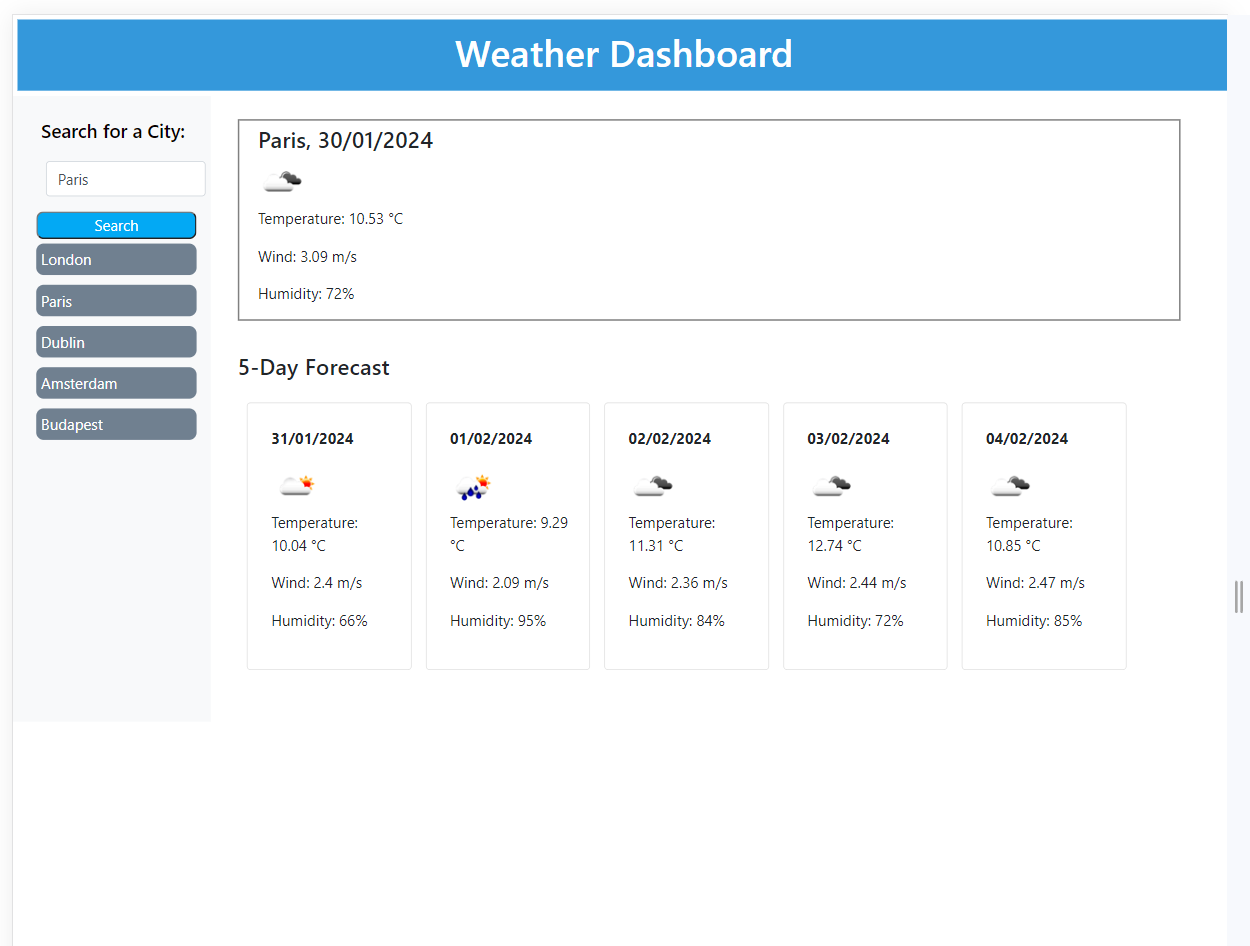 Weather Dashboard
Search for a City:
Paris
Search
London
Paris
Dublin
Amsterdam
Budapest
Paris, 30/01/2024
Temperature: 10.53 °C
Wind: 3.09 m/s
Humidity: 72%
5-Day Forecast
31/01/2024
Temperature:
10.04 °C
Wind: 2.4 m/s
Humidity: 66%
01/02/2024
Temperature: 9.29
°C
Wind: 2.09 m/s
Humidity: 95%
02/02/2024
Temperature:
11.31 °C
Wind: 2.36 m/s
Humidity: 84%
03/02/2024
Temperature:
12.74 °C
Wind: 2.44 m/s
Humidity: 72%
04/02/2024
Temperature:
10.85 °C
Wind: 2.47 m/s
Humidity: 85%